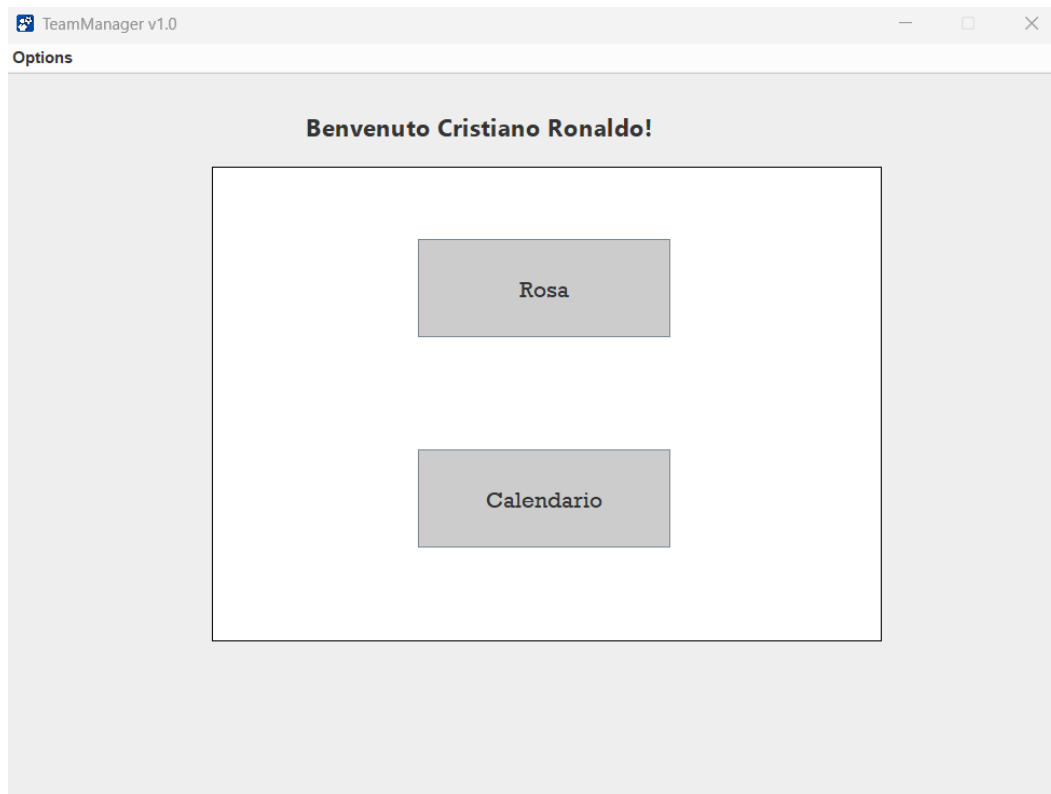 TeamManager v1.0
Options
Benvenuto Cristiano Ronaldo!
Rosa
Calendario